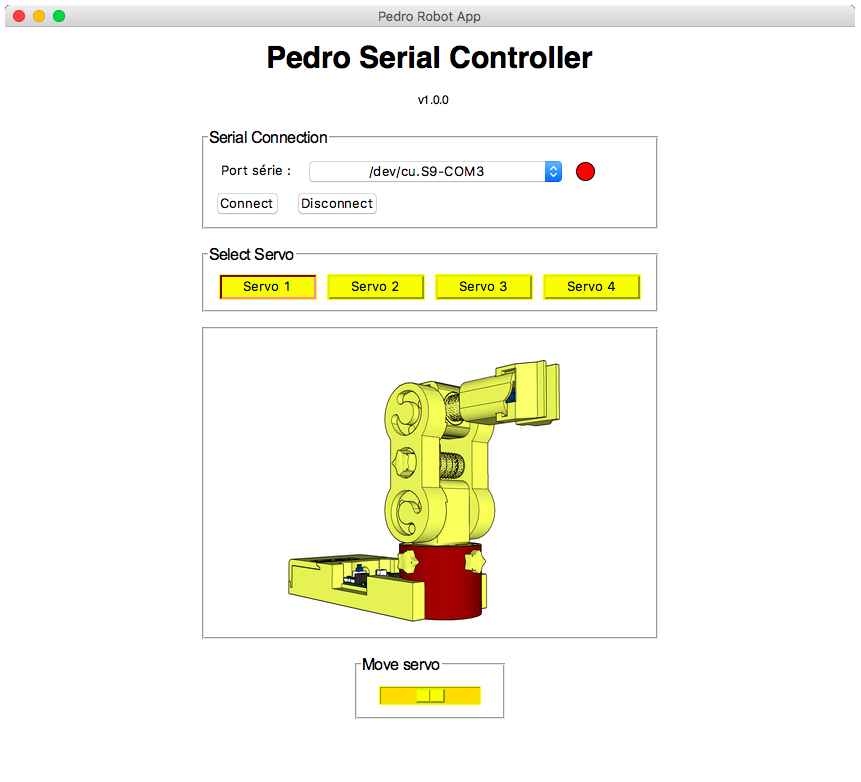 Pedro Robot App
Pedro Serial Controller
v1.0.0
Serial Connection
Port série : /dev/cu.S9-COM3
Connect Disconnect
Select Servo
Servo 1 Servo 2 Servo 3 Servo 4
Move servo